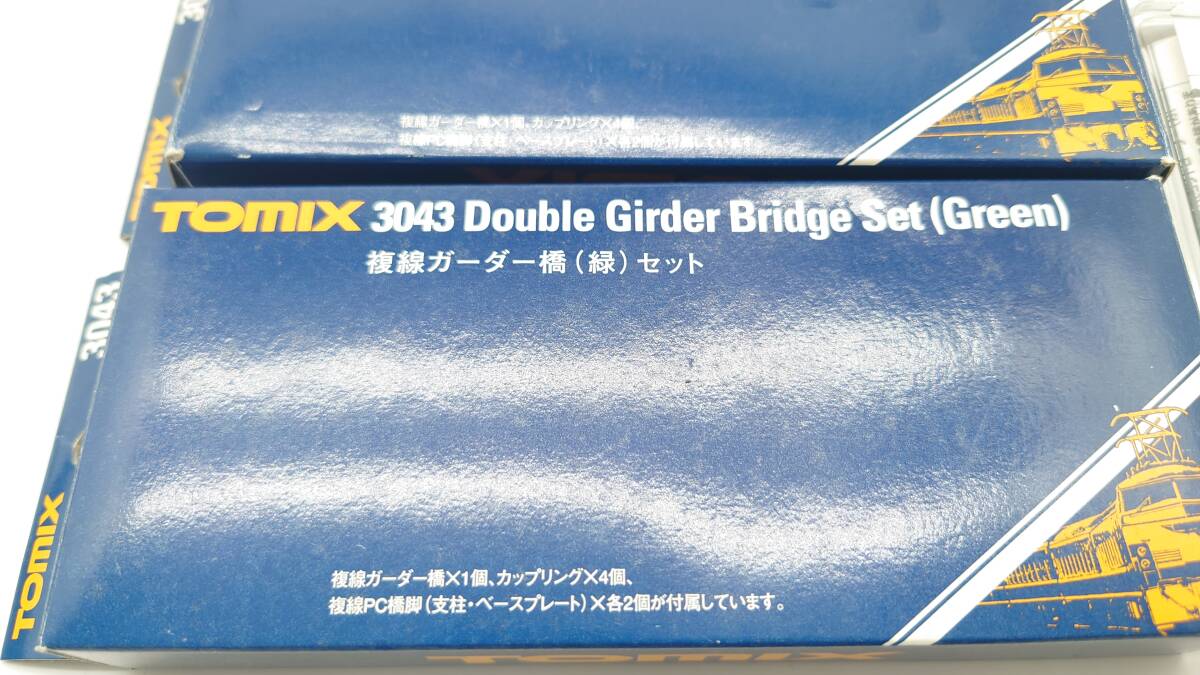 複線ガーダー橋×1個、カップリング×4個、
TOMIX
TOMIX 3043 Double Girder Bridge Set (Green)
複線ガーダー橋(緑)セット
3043
TOMIX
複線ガーダー橋×1個、カップリング×4個、
複線PC橋脚(支柱・ベースプレート)×各2個が付属しています。
TOMIX